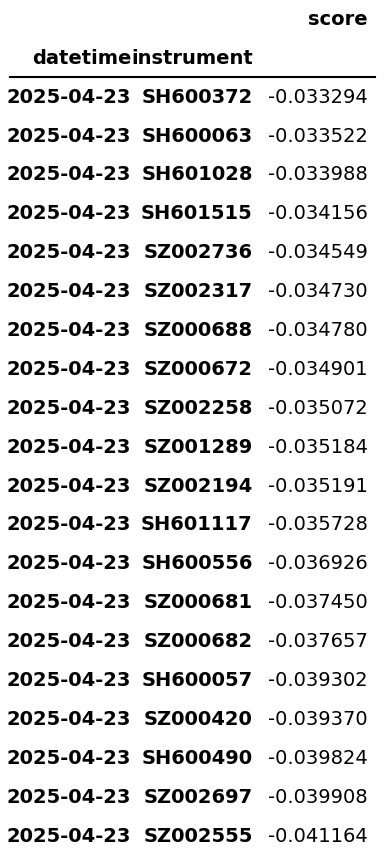 score
datetime instrument
2025-04-23 SH600372 -0.033294
2025-04-23 SH600063 -0.033522
2025-04-23 SH601028 -0.033988
2025-04-23 SH601515 -0.034156
2025-04-23 SZ002736 -0.034549
2025-04-23 SZ002317 -0.034730
2025-04-23 SZ000688 -0.034780
2025-04-23 SZ000672 -0.034901
2025-04-23 SZ002258 -0.035072
2025-04-23 SZ001289 -0.035184
2025-04-23 SZ002194 -0.035191
2025-04-23 SH601117 -0.035728
2025-04-23 SH600556 -0.036926
2025-04-23 SZ000681 -0.037450
2025-04-23 SZ000682 -0.037657
2025-04-23 SH600057 -0.039302
2025-04-23 SZ000420 -0.039370
2025-04-23 SH600490 -0.039824
2025-04-23 SZ002697 -0.039908
2025-04-23 SZ002555 -0.041164